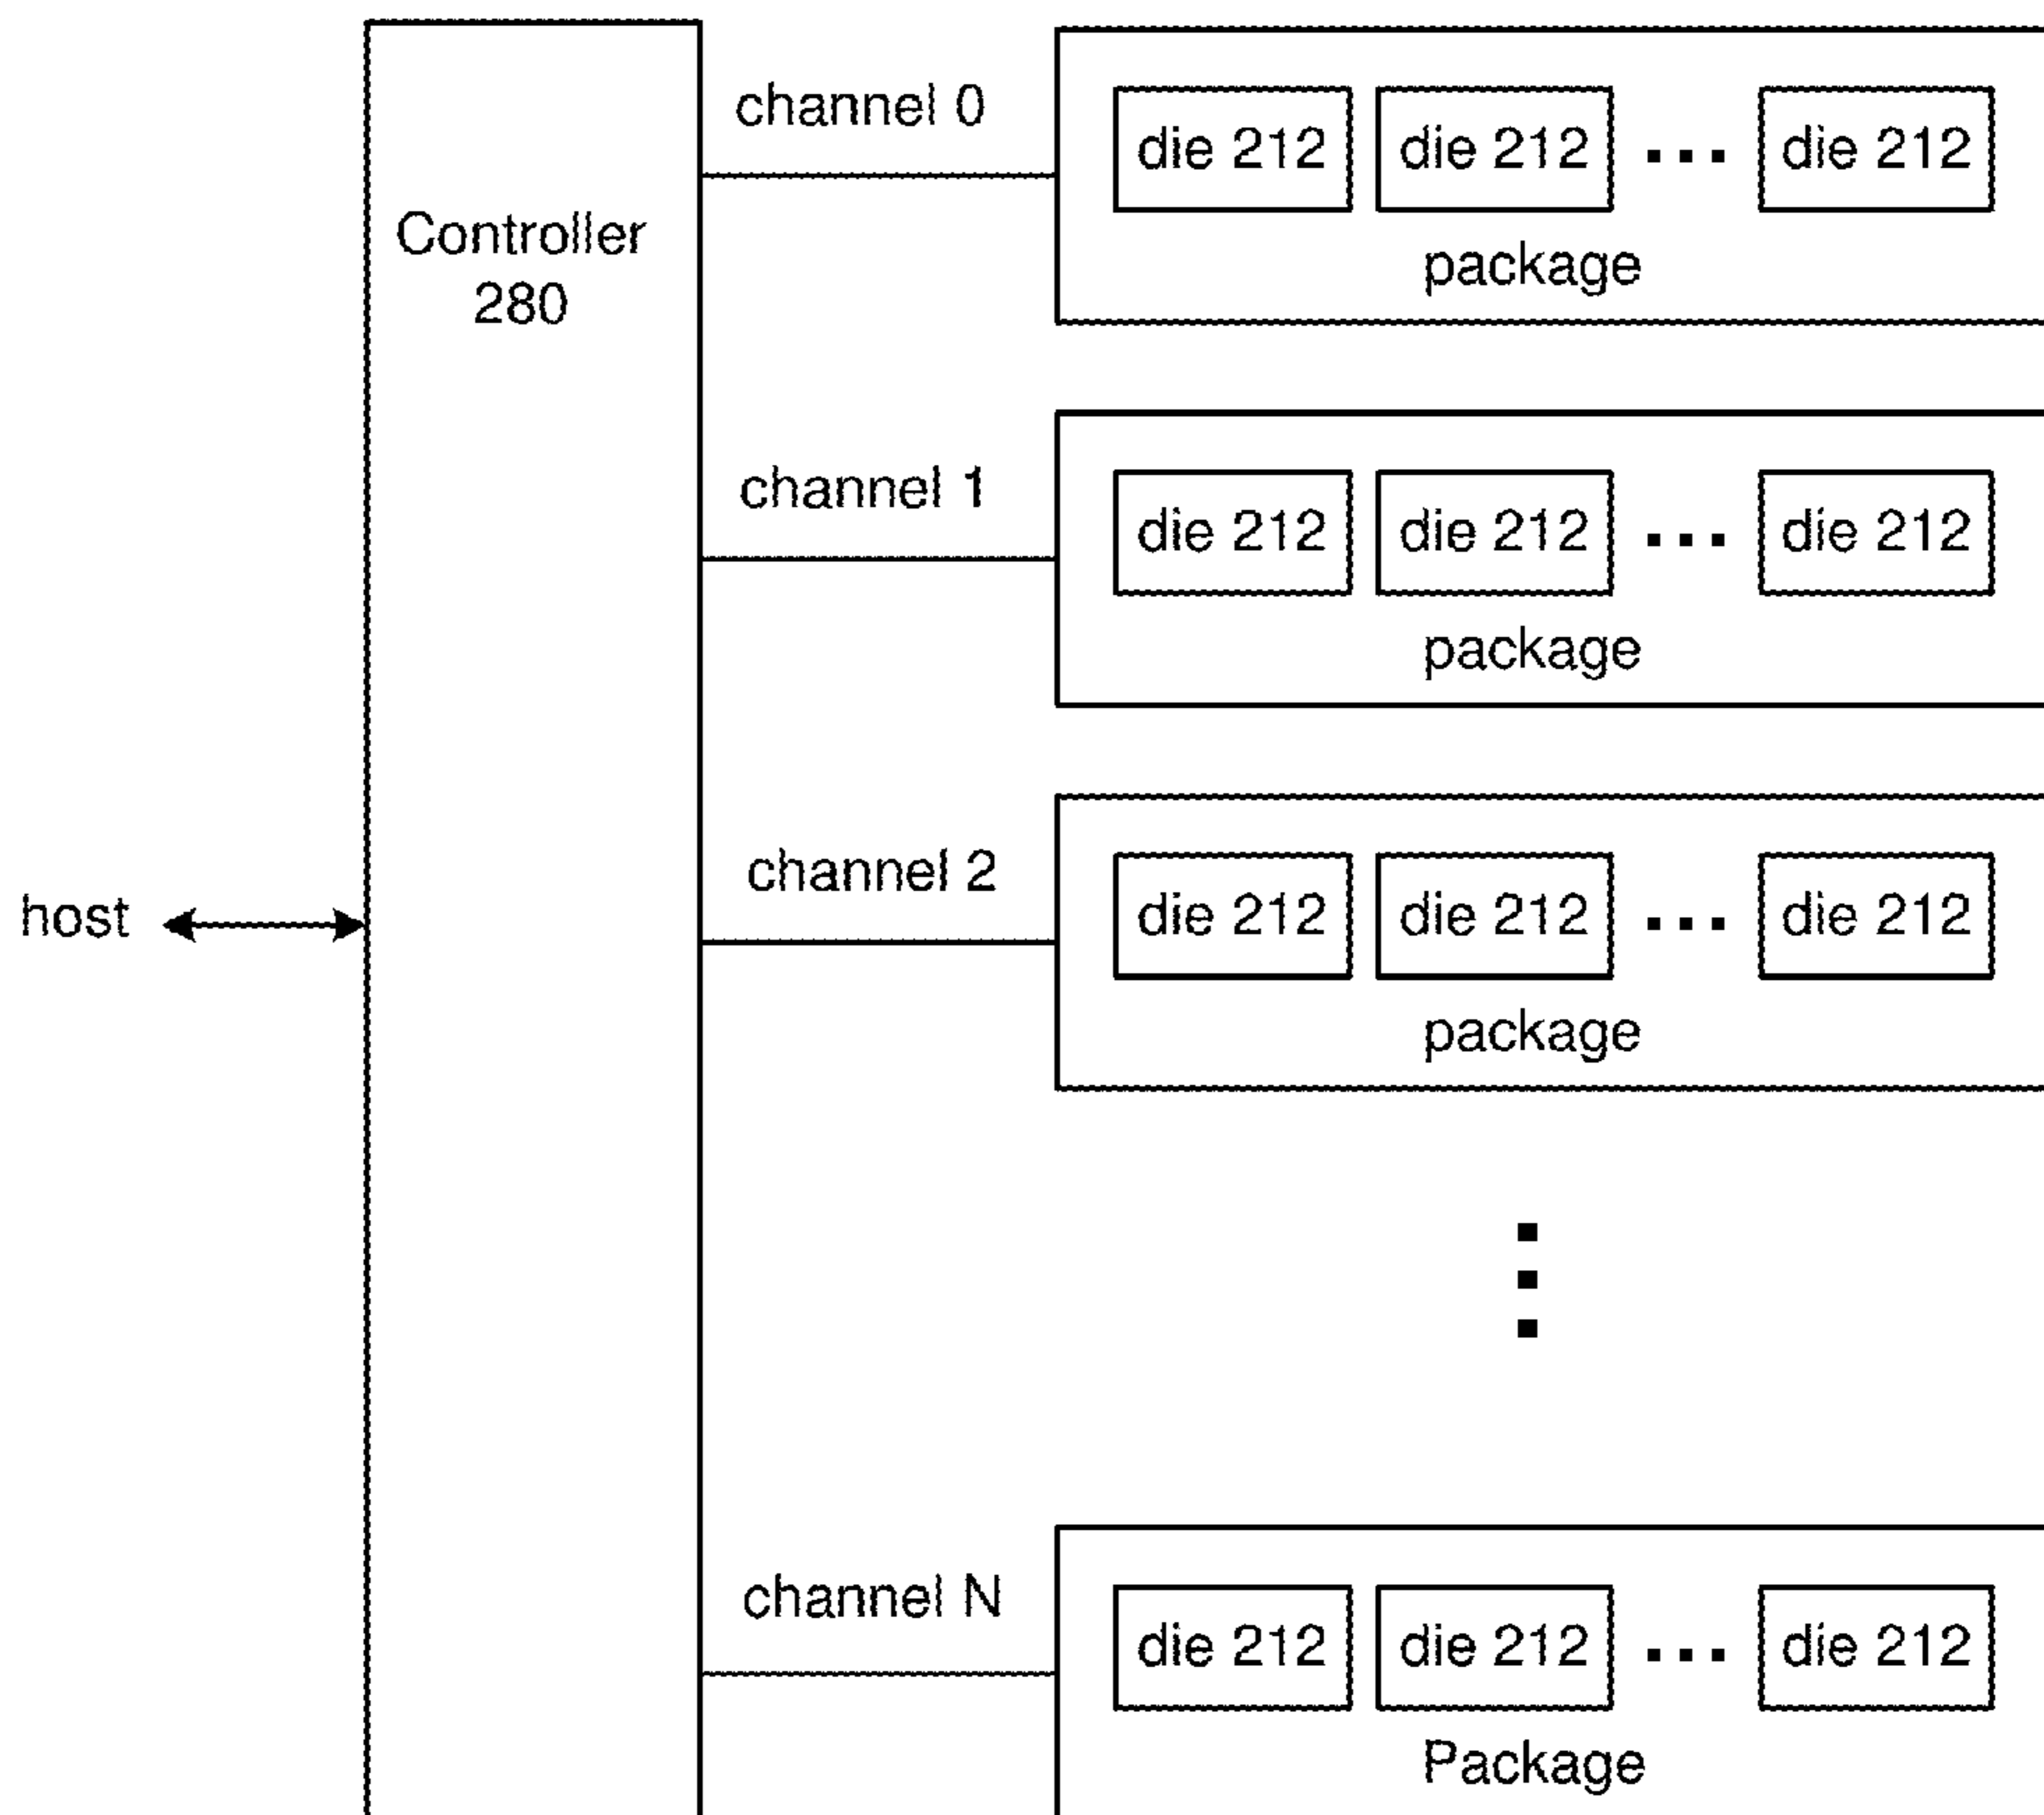 channel 0
die 212 die 212 ... die 212
package
Controller
280
channel 1
die 212 die 212 ... die 212
package
channel 2
die 212 die 212 ... die 212
package
host
channel N
die 212 die 212 ... die 212
Package